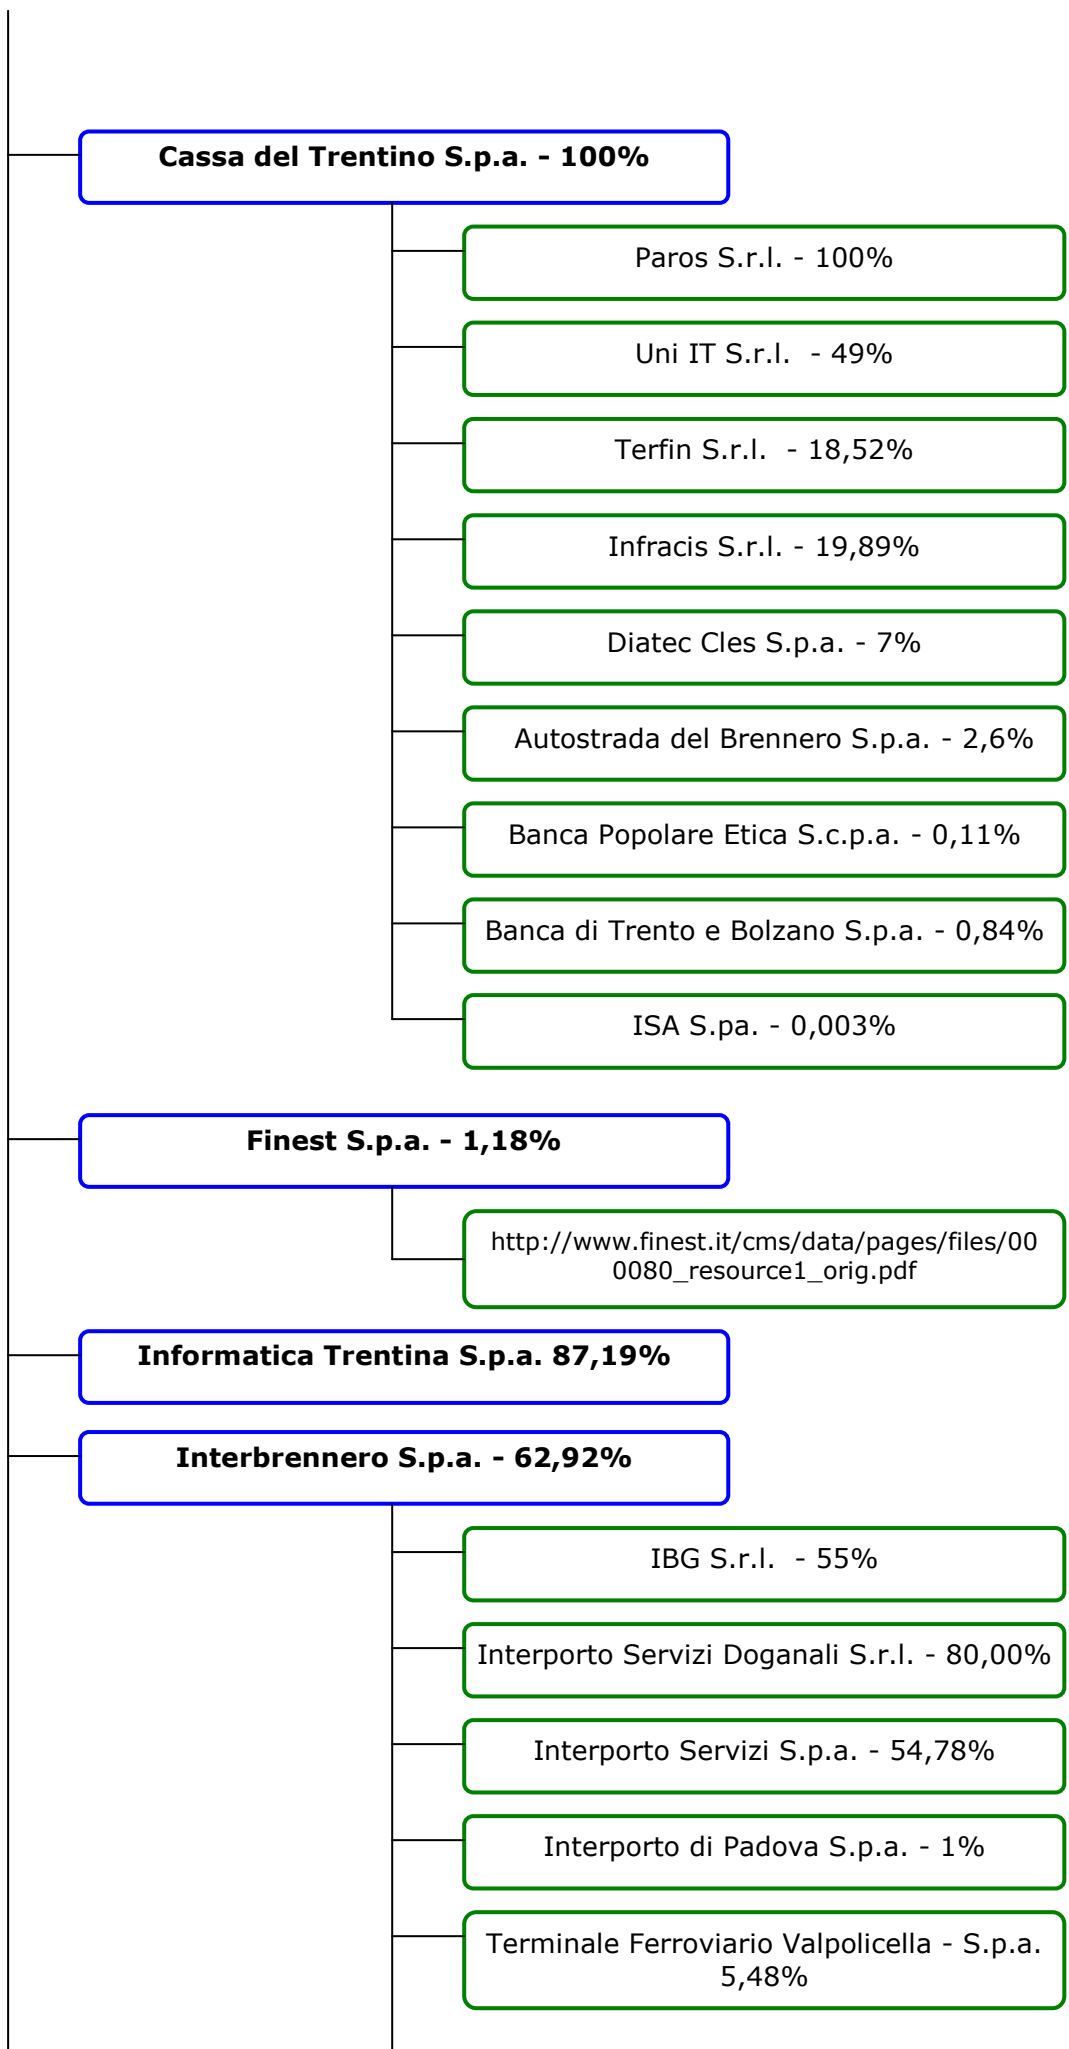 Cassa del Trentino S.p.a. - 100%
Paros S.r.l. - 100%
Uni IT S.r.l.  - 49%
Terfin S.r.l.  - 18,52%
Infracis S.r.l. - 19,89%
Diatec Cles S.p.a. - 7%
Autostrada del Brennero S.p.a. - 2,6%
Banca Popolare Etica S.c.p.a. - 0,11%
Banca di Trento e Bolzano S.p.a. - 0,84%
ISA S.pa. - 0,003%
Finest S.p.a. - 1,18%
http://www.finest.it/cms/data/pages/files/00
0080_resource1_orig.pdf
Informatica Trentina S.p.a. 87,19%
Interbrennero S.p.a. - 62,92%
IBG S.r.l.  - 55%
Interporto Servizi Doganali S.r.l. - 80,00%
Interporto Servizi S.p.a. - 54,78%
Interporto di Padova S.p.a. - 1%
Terminale Ferroviario Valpolicella - S.p.a.
5,48%